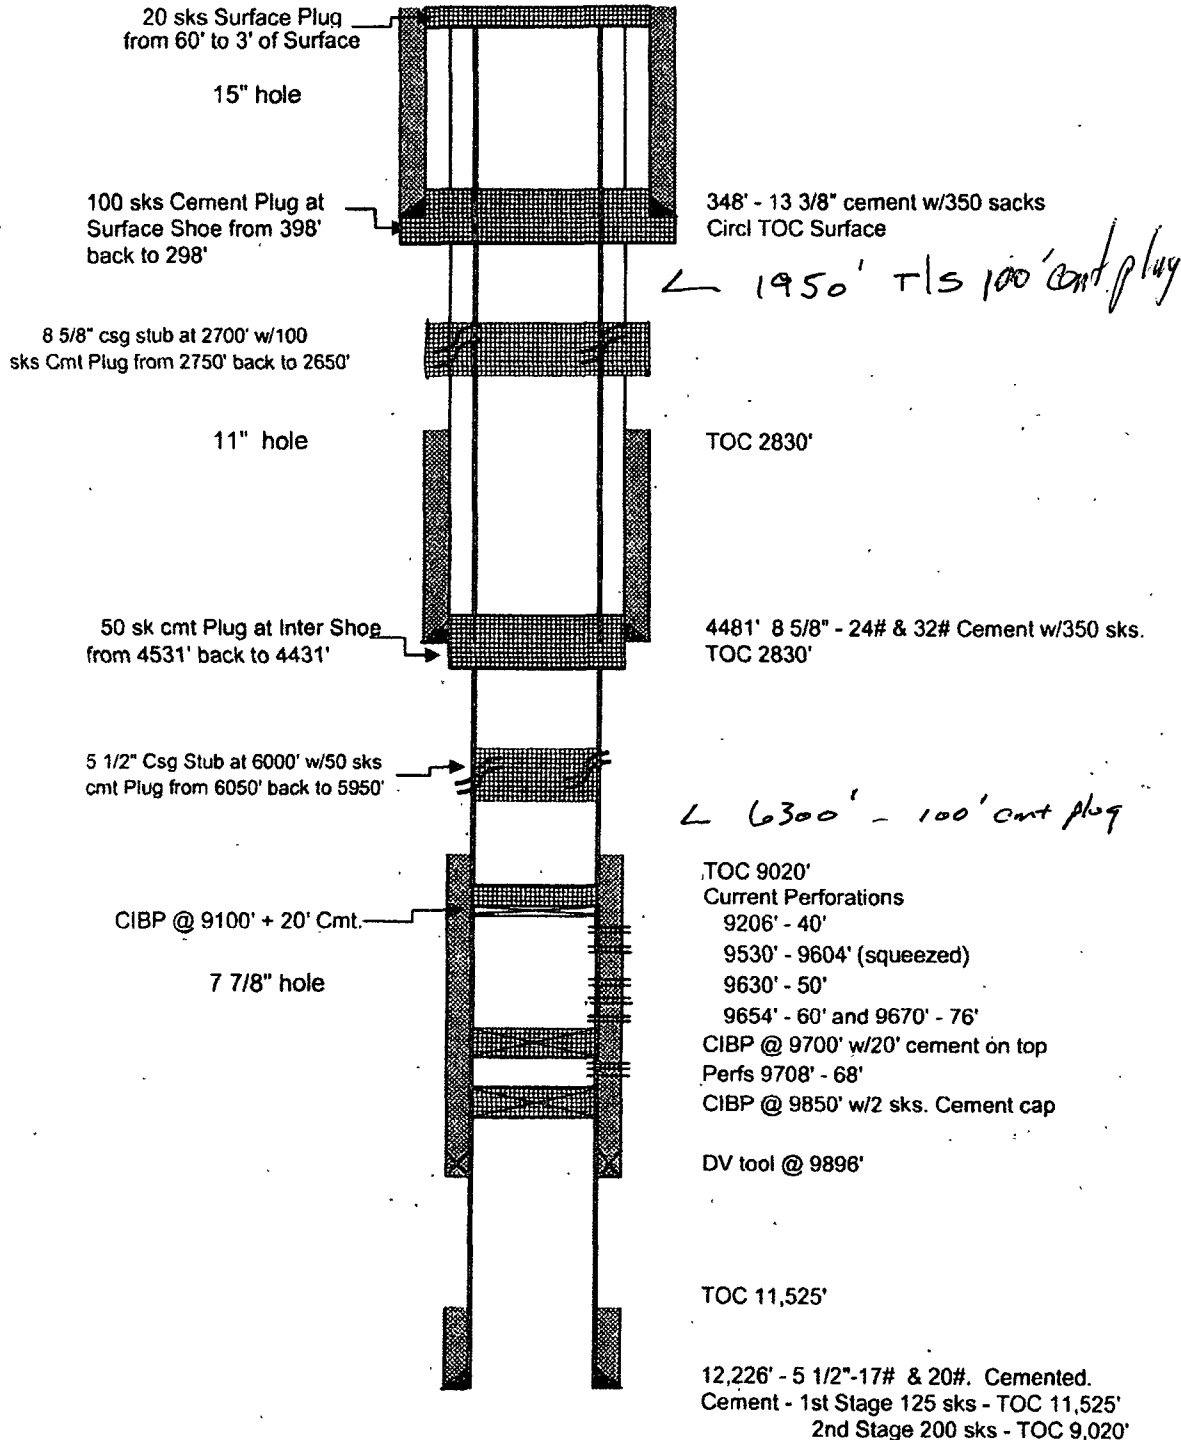 20 sks Surface Plug
from 60' to 3' of Surface
15" hole
100 sks Cement Plug at
Surface Shoe from 398'
back to 298'
348' - 13 3/8" cement w/350 sacks
Circl TOC Surface
1950' T/S 100' cmt. plug
8 5/8" csg stub at 2700' w/100
sks Cmt Plug from 2750' back to 2650'
11" hole
TOC 2830'
50 sk cmt Plug at Inter Shoe
from 4531' back to 4431'
4481' 8 5/8" - 24# & 32# Cement w/350 sks.
TOC 2830'
5 1/2" Csg Stub at 6000' w/50 sks
cmt Plug from 6050' back to 5950'
6300' - 100' cmt plug
TOC 9020'
Current Perforations
9206' - 40'
CIBP @ 9100' + 20' Cmt.
9530' - 9604' (squeezed)
7 7/8" hole
9630' - 50'
9654' - 60' and 9670' - 76'
CIBP @ 9700' w/20' cement on top
Perfs 9708' - 68'
CIBP @ 9850' w/2 sks. Cement cap
DV tool @ 9896'
TOC 11,525'
12,226' - 5 1/2"-17# & 20#. Cemented.
Cement - 1st Stage 125 sks - TOC 11,525'
2nd Stage 200 sks - TOC 9,020'